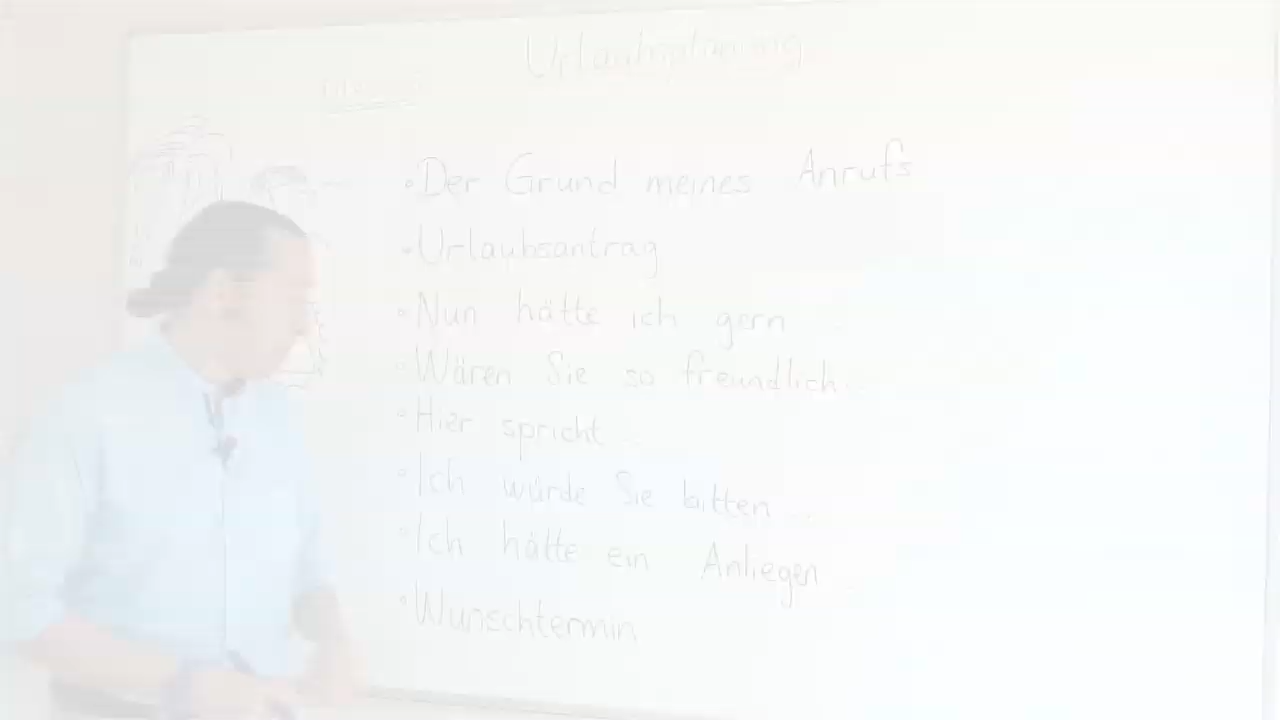 Urlaubsplanung
• Der Grund meines Anrufs
• Urlaubsantrag
• Nun hätte ich gern ...
• Wären Sie so freundlich...
• Hier spricht ...
• Ich würde Sie bitten ...
• Ich hätte ein Anliegen
• Wunschtermin